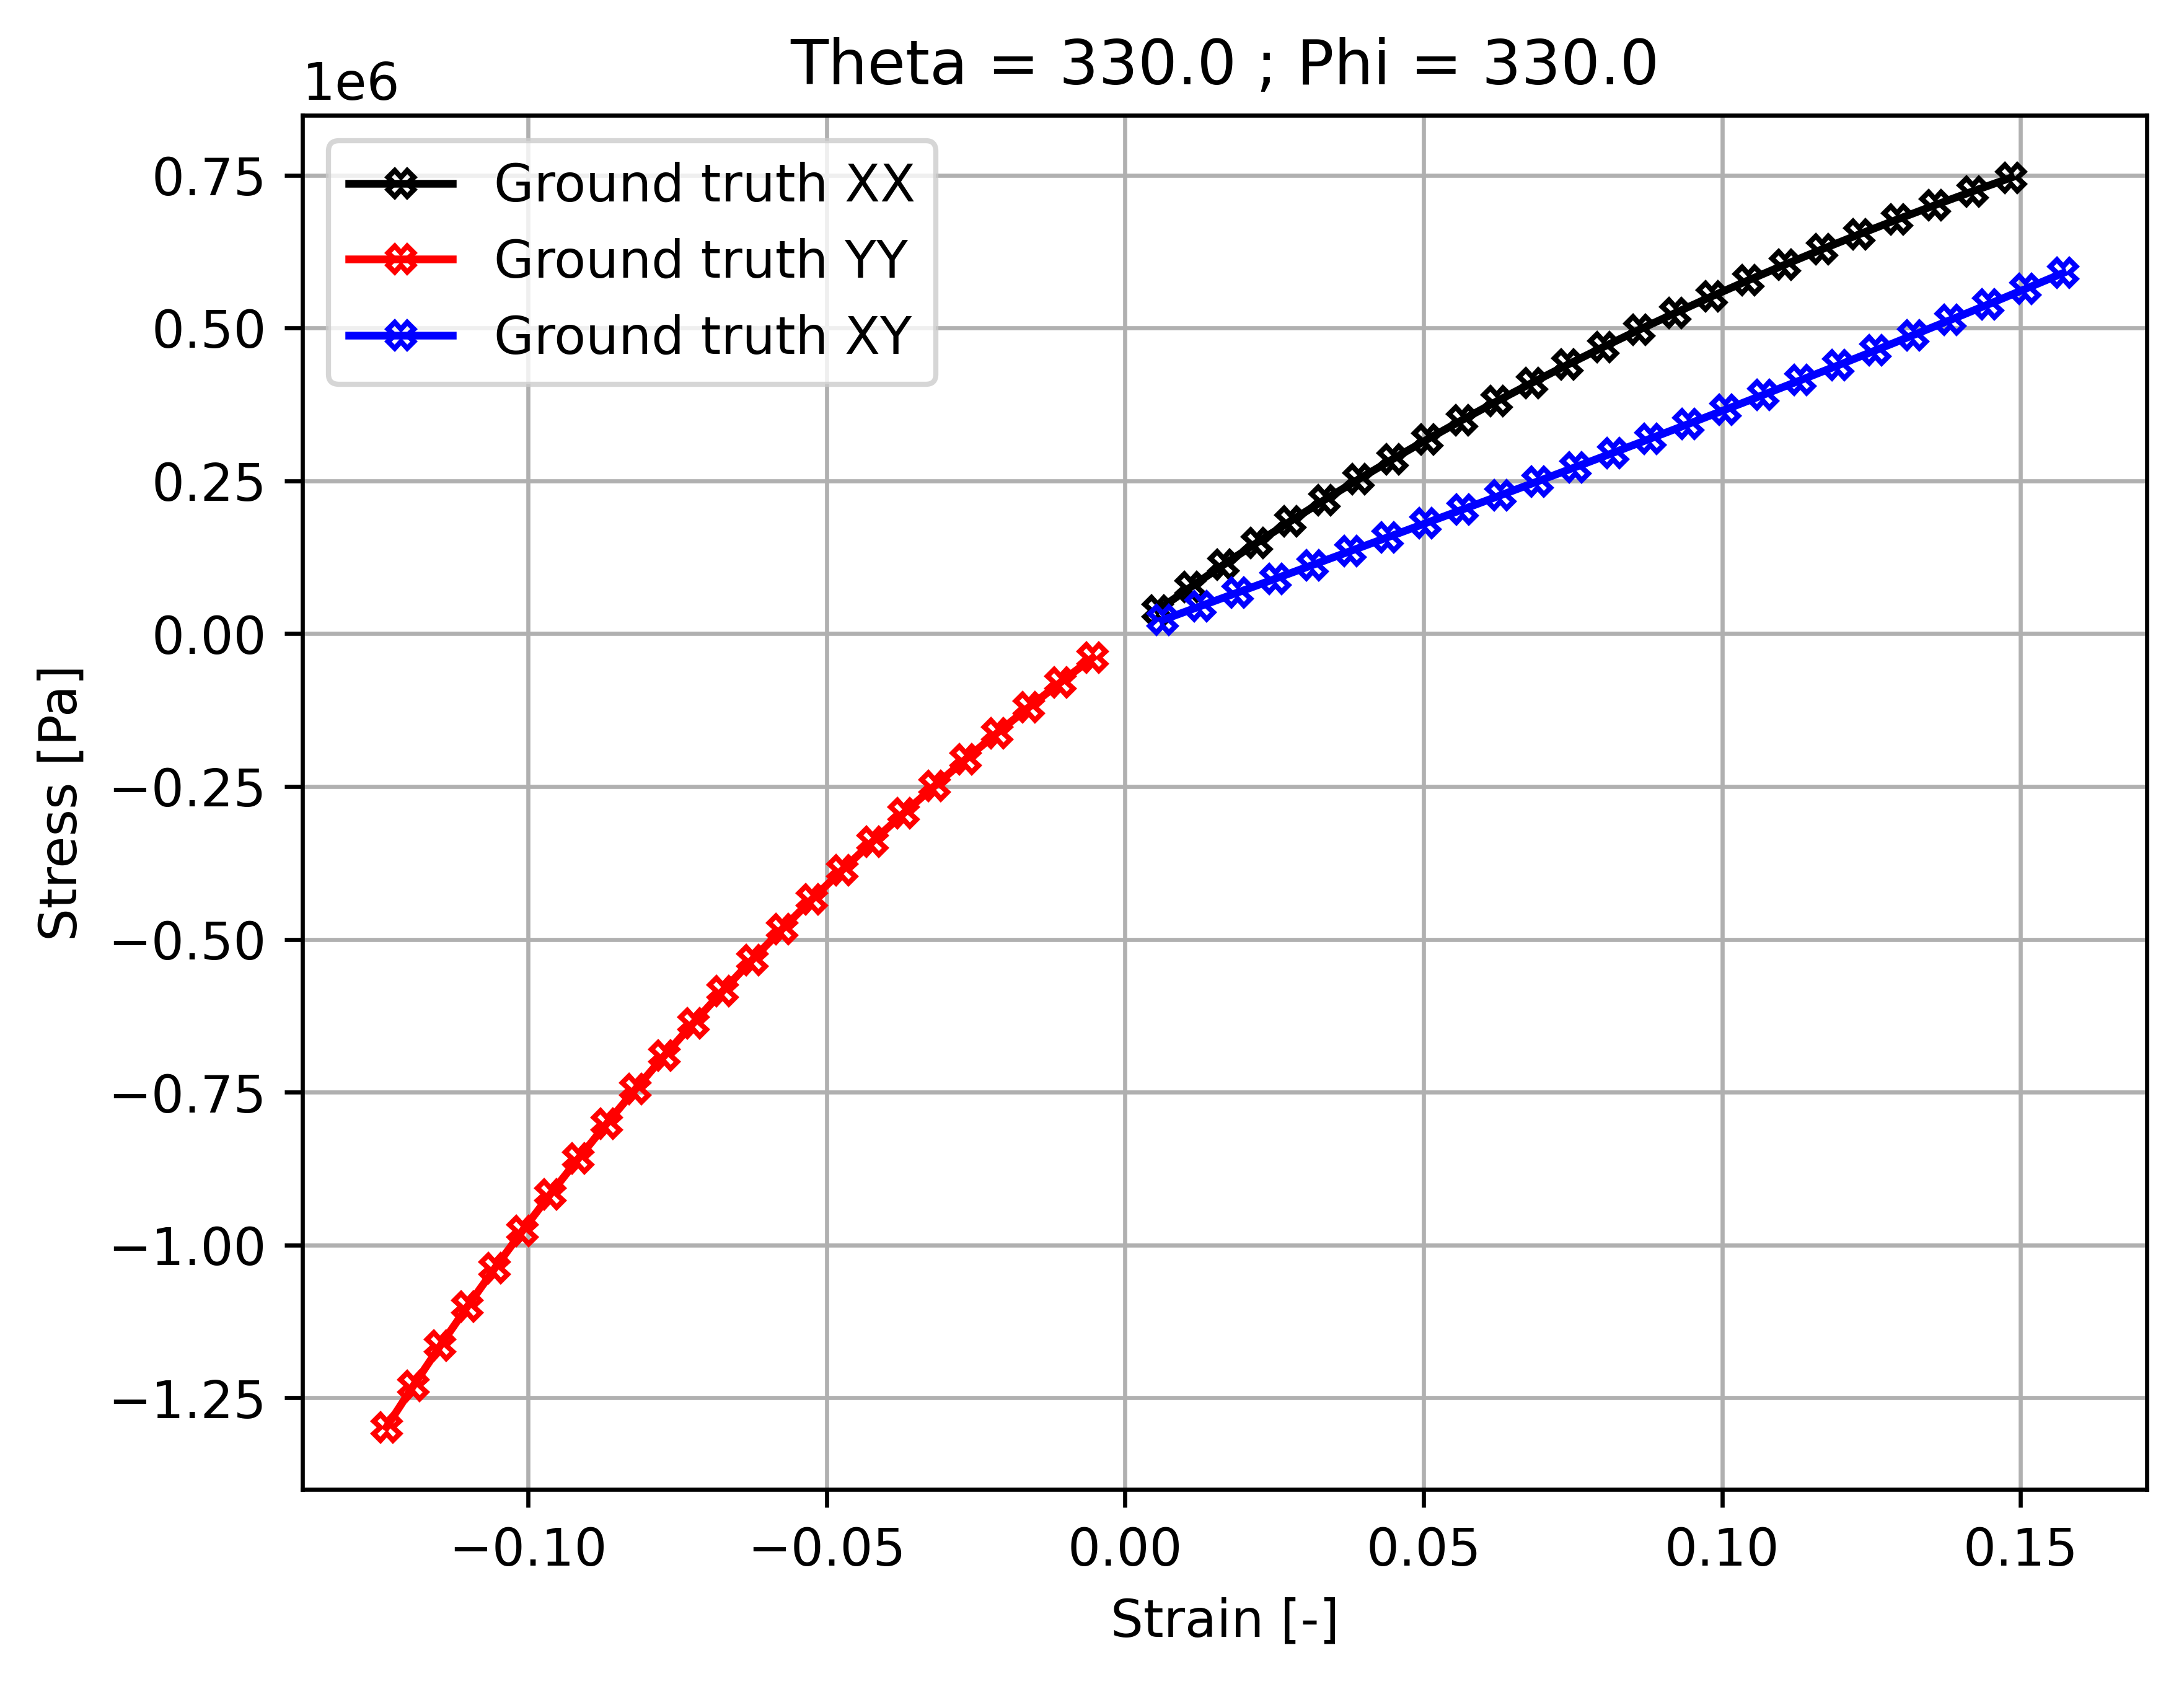 Theta = 330.0 ; Phi = 330.0
1e6
Ground truth XX
Ground truth YY
Ground truth XY
0.75
0.50
0.25
0.00
−0.25
−0.50
−0.75
−1.00
−1.25
Stress [Pa]
−0.10 −0.05 0.00 0.05 0.10 0.15
Strain [-]